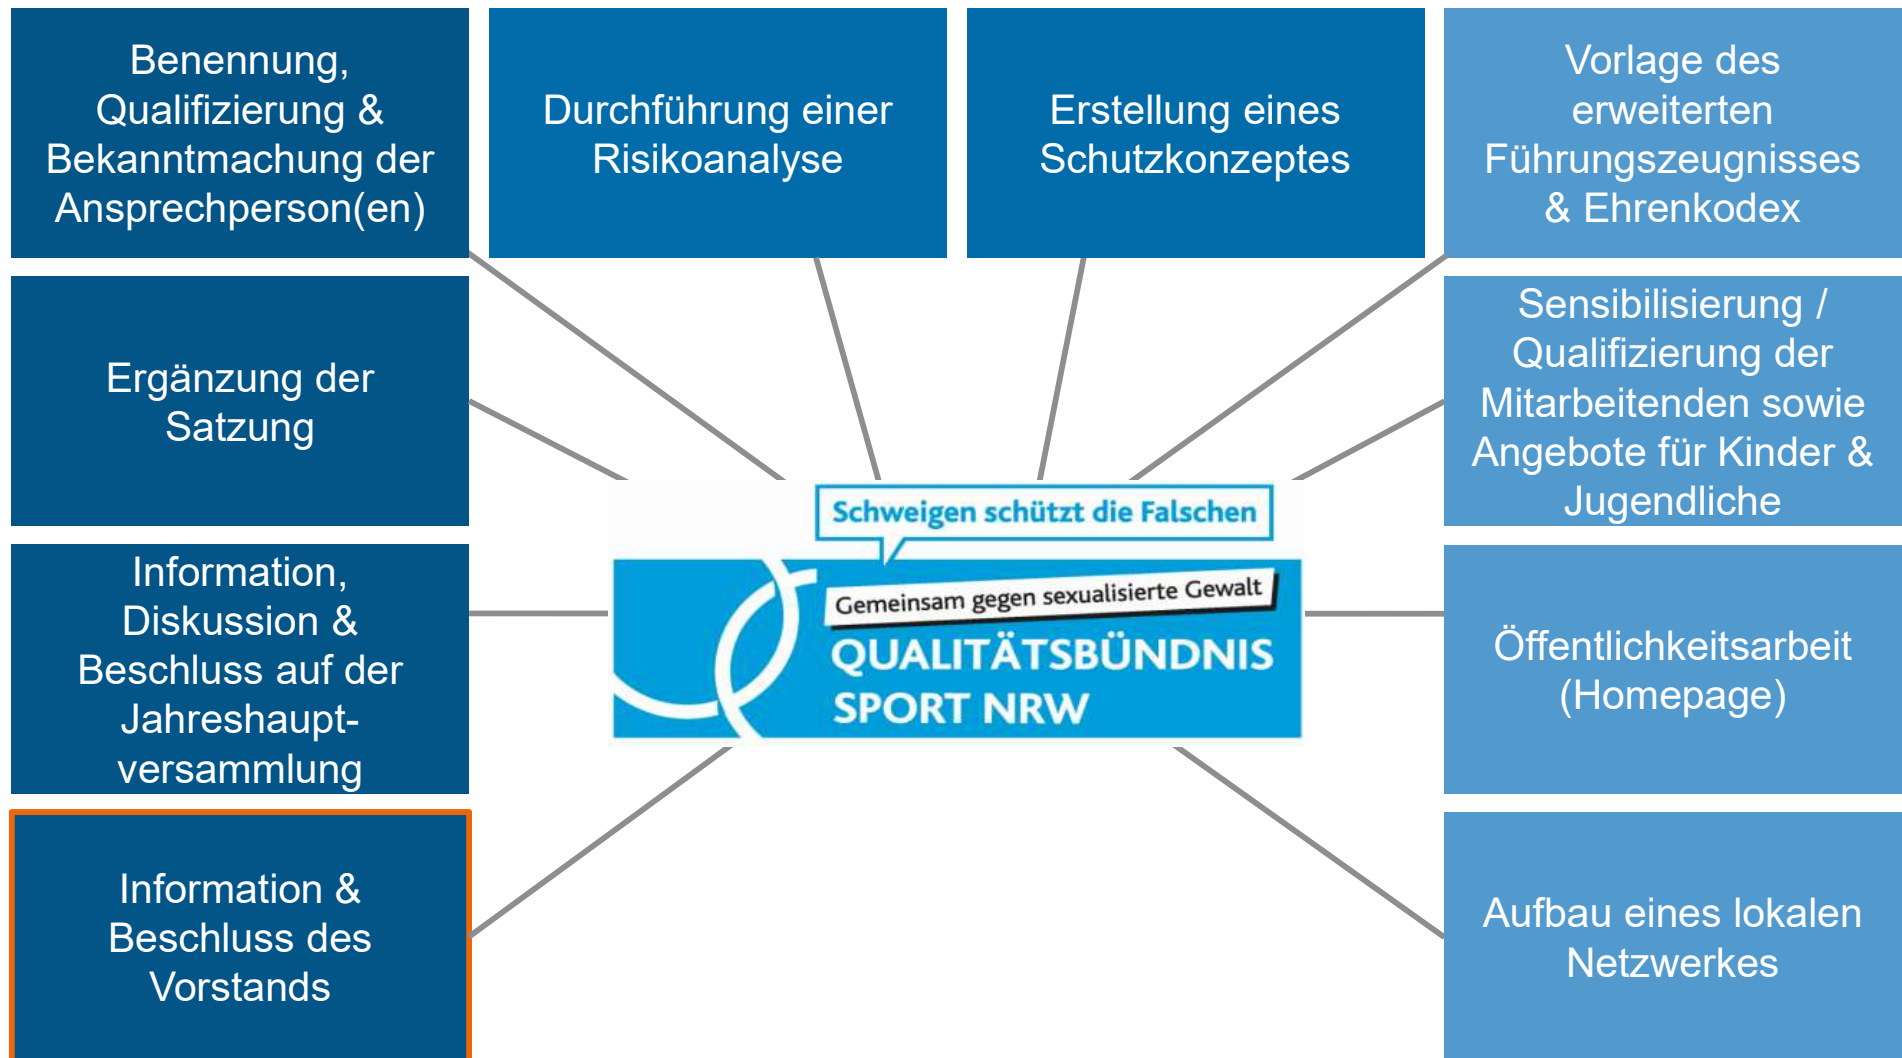 Benennung,
Qualifizierung &
Bekanntmachung der
Ansprechperson(en)
Durchführung einer
Risikoanalyse
Erstellung eines
Schutzkonzeptes
Vorlage des
erweiterten
Führungszeugnisses
& Ehrenkodex
Ergänzung der
Satzung
Sensibilisierung /
Qualifizierung der
Mitarbeitenden sowie
Angebote für Kinder &
Jugendliche
Schweigen schützt die Falschen
Gemeinsam gegen sexualisierte Gewalt
QUALITÄTSBÜNDNIS
SPORT NRW
Information,
Diskussion &
Beschluss auf der
Jahreshaupt-
versammlung
Öffentlichkeitsarbeit
(Homepage)
Information &
Beschluss des
Vorstands
Aufbau eines lokalen
Netzwerkes